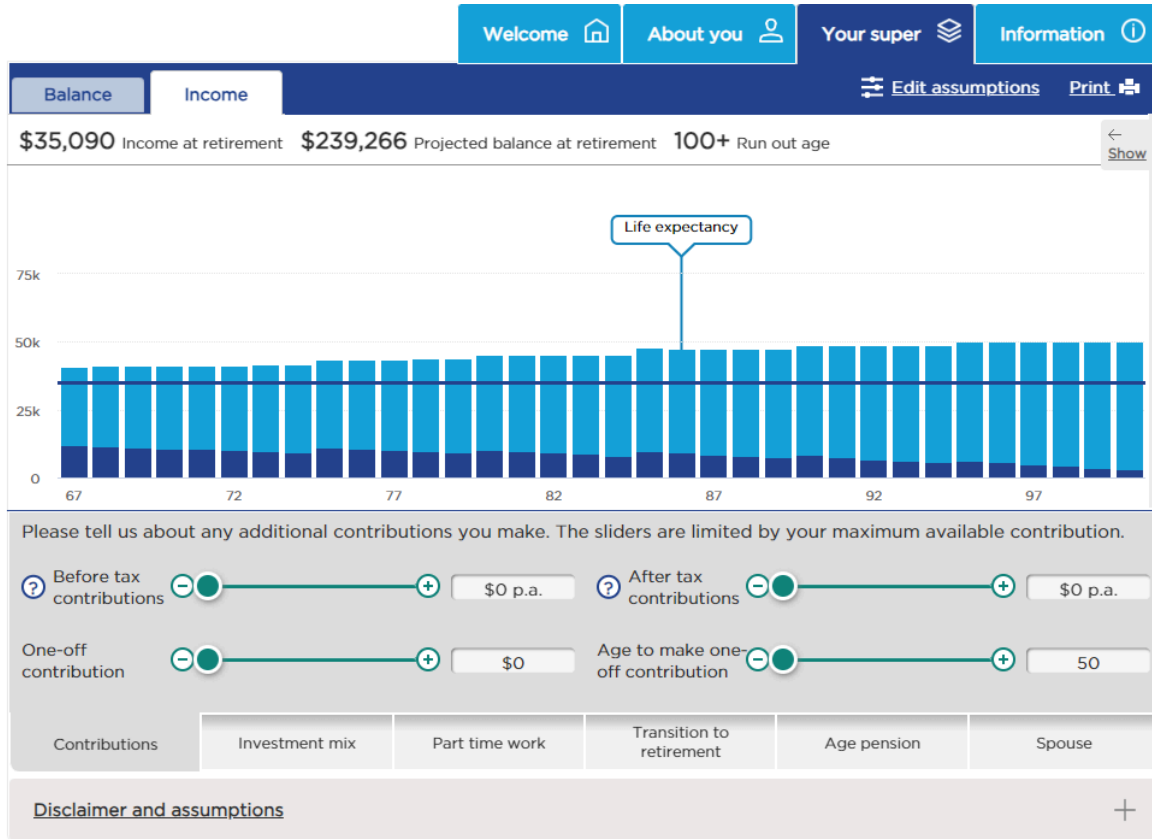 Welcome
About you
Your super
Information
Balance
Income
Edit assumptions
Print
$35,090 Income at retirement $239,266 Projected balance at retirement 100+ Run out age
Show
Life expectancy
75k
50k
25k
0
67 72 77 82 87 92 97
Please tell us about any additional contributions you make. The sliders are limited by your maximum available contribution.
Before tax
contributions
$0 p.a.
After tax
contributions
$0 p.a.
One-off
contribution
$0
Age to make one-
off contribution
50
Contributions
Investment mix
Part time work
Transition to
retirement
Age pension
Spouse
Disclaimer and assumptions